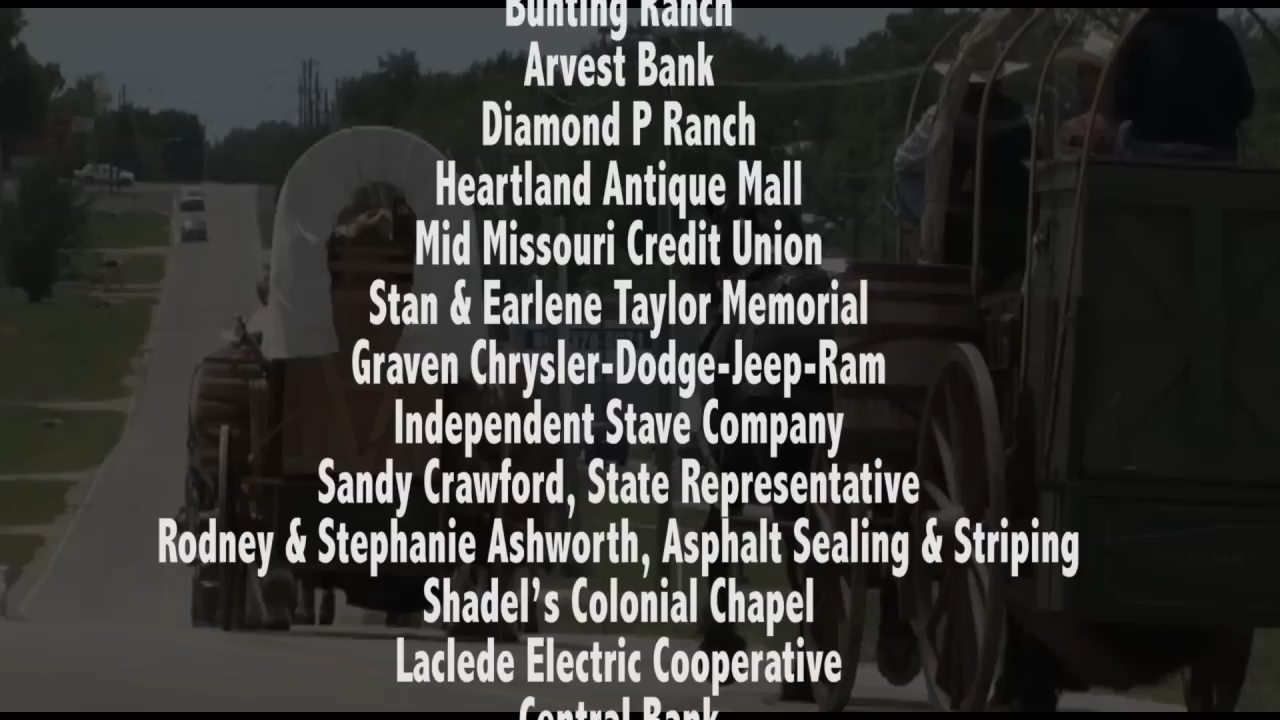 Bunting Ranch
Arvest Bank
Diamond P Ranch
Heartland Antique Mall
Mid Missouri Credit Union
Stan & Earlene Taylor Memorial
Graven Chrysler-Dodge-Jeep-Ram
Independent Stave Company
Sandy Crawford, State Representative
Rodney & Stephanie Ashworth, Asphalt Sealing & Striping
Shadel’s Colonial Chapel
Laclede Electric Cooperative
Central Bank